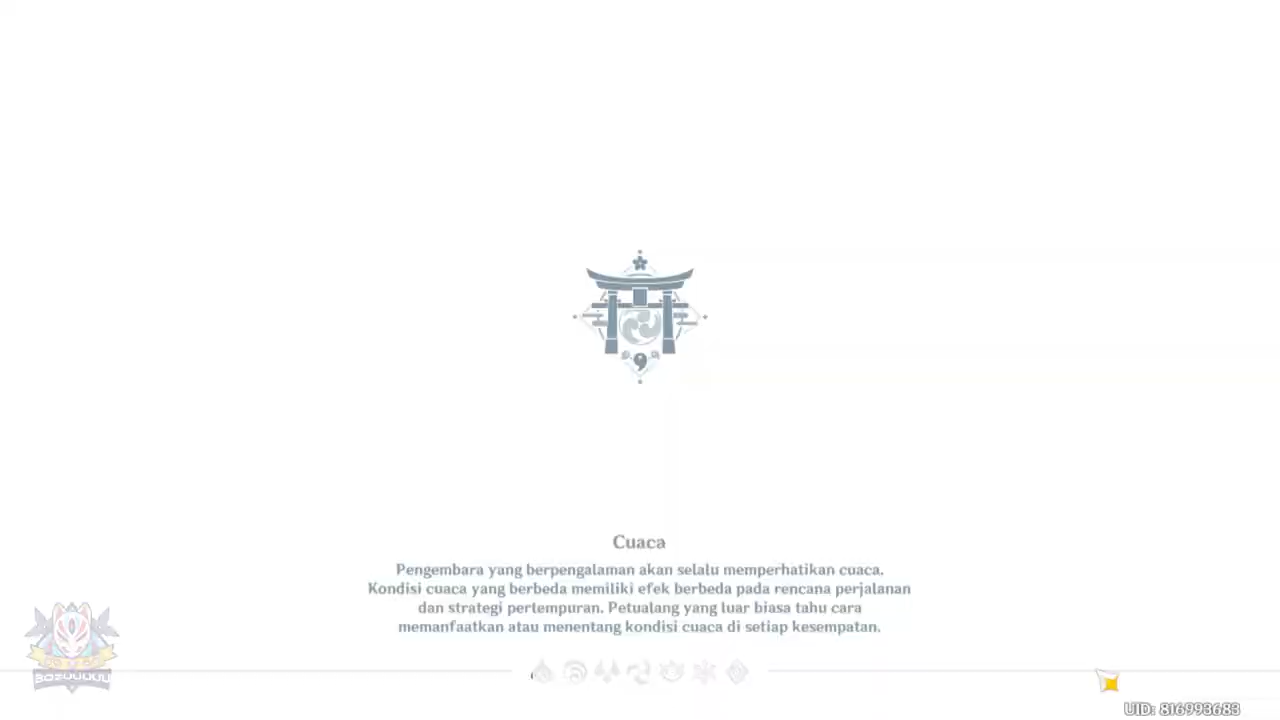 Cuaca
Pengembara yang berpengalaman akan selalu memperhatikan cuaca.
Kondisi cuaca yang berbeda memiliki efek berbeda pada rencana perjalanan
dan strategi pertempuran. Petualang yang luar biasa tahu cara
memanfaatkan atau menentang kondisi cuaca di setiap kesempatan.
UID: 816993683